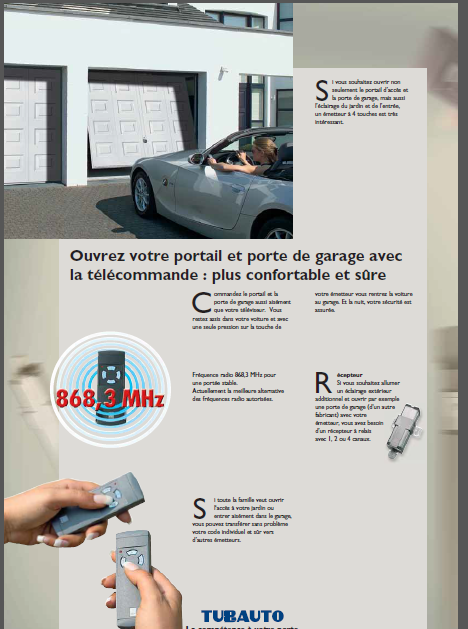 Si vous souhaitez ouvrir non
seulement le portail d'accès et
la porte de garage, mais aussi
l'éclairage du jardin et de l'entrée,
un émetteur à 4 touches est très
intéressant.
Ouvrez votre portail et porte de garage avec
la télécommande : plus confortable et sûre
Commandez le portail et la
porte de garage aussi aisément
que votre téléviseur. Vous
restez assis dans votre voiture et avec
une seule pression sur la touche de
votre émetteur vous rentrez la voiture
au garage. Et la nuit, votre sécurité est
assurée.
868,3 MHz
Fréquence radio 868,3 MHz pour
une portée stable.
Actuellement la meilleure alternative
des fréquences radio autorisées.
Récepteur
Si vous souhaitez allumer
un éclairage extérieur
additionnel et ouvrir par exemple
une porte de garage (d'un autre
fabricant) avec votre
émetteur, vous avez besoin
d'un récepteur à relais
avec 1, 2 ou 4 canaux.
Si toute la famille veut ouvrir
l'accès à votre jardin ou
entrer aisément dans le garage,
vous pouvez transférer sans problème
votre code individuel et sûr vers
d'autres émetteurs.
TUBAUTO
La compétence à votre porte